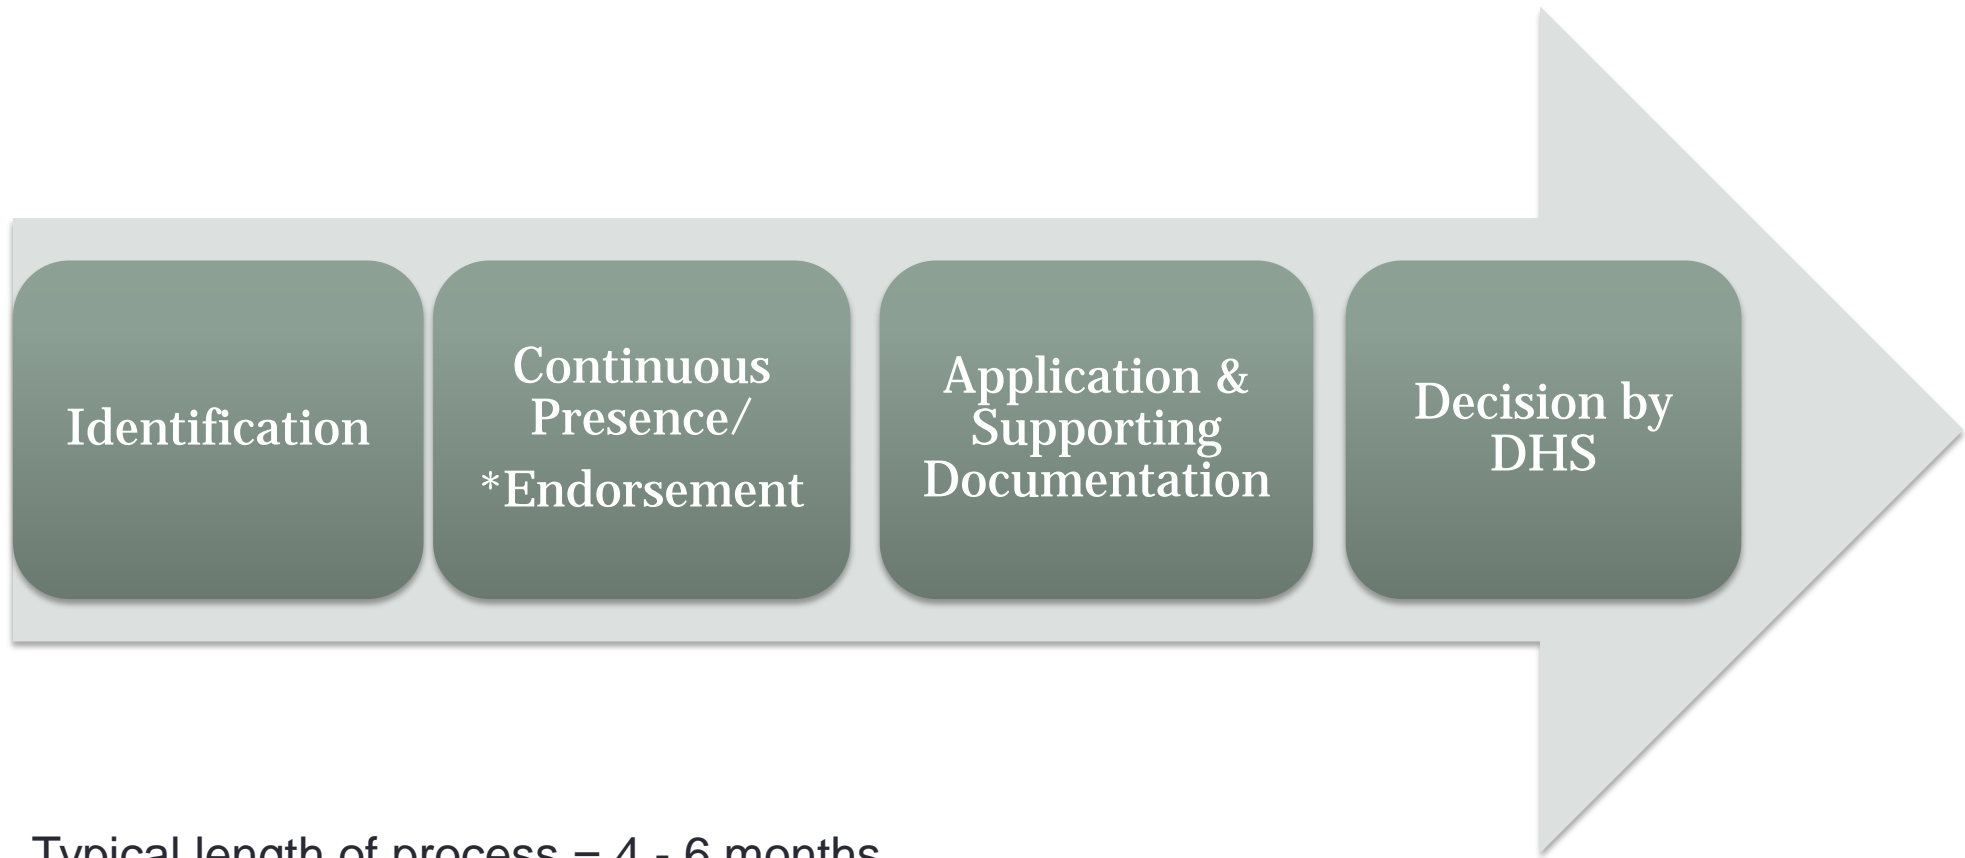 Identification
Continuous
Presence/
*Endorsement
Application &
Supporting
Documentation
Decision by
DHS
Typical length of process = 4 - 6 months